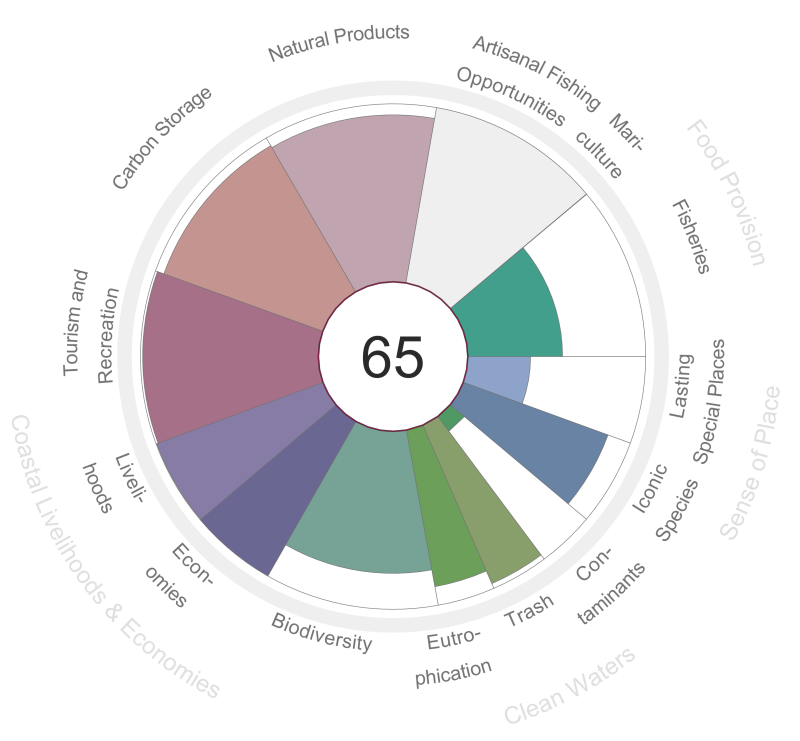 Natural Products
Artisanal Fishing
Opportunities
Mari-
culture
Fisheries
Food Provision
Lasting
Special Places
Iconic
Species
Sense of Place
Con-
taminants
Trash
Eutro-
phication
Clean Waters
Biodiversity
Econ-
omies
Liveli-
hoods
Coastal Livelihoods & Economies
Tourism and
Recreation
Carbon Storage
65